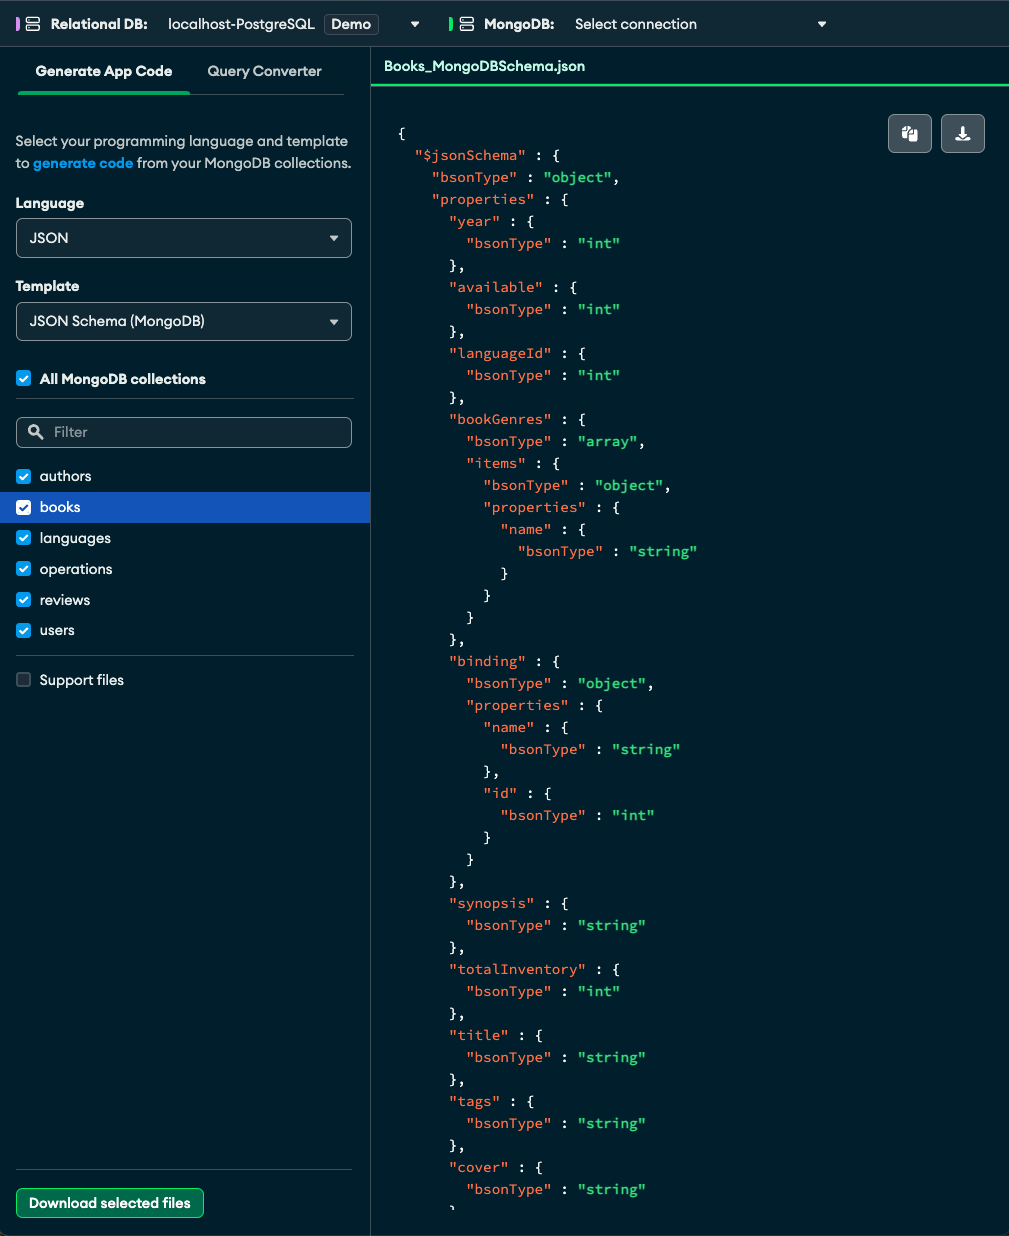 Relational DB: localhost-PostgreSQL Demo
MongoDB: Select connection
Generate App Code
Query Converter
Select your programming language and template
to generate code from your MongoDB collections.
Language
JSON
Template
JSON Schema (MongoDB)
All MongoDB collections
Filter
authors
books
languages
operations
reviews
users
Support files
Download selected files
Books_MongoDBSchema.json
{
  "$jsonSchema" : {
    "bsonType" : "object",
    "properties" : {
      "year" : {
        "bsonType" : "int"
      },
      "available" : {
        "bsonType" : "int"
      },
      "languageId" : {
        "bsonType" : "int"
      },
      "bookGenres" : {
        "bsonType" : "array",
        "items" : {
          "bsonType" : "object",
          "properties" : {
            "name" : {
              "bsonType" : "string"
            }
          }
        }
      },
      "binding" : {
        "bsonType" : "object",
        "properties" : {
          "name" : {
            "bsonType" : "string"
          },
          "id" : {
            "bsonType" : "int"
          }
        }
      },
      "synopsis" : {
        "bsonType" : "string"
      },
      "totalInventory" : {
        "bsonType" : "int"
      },
      "title" : {
        "bsonType" : "string"
      },
      "tags" : {
        "bsonType" : "string"
      },
      "cover" : {
        "bsonType" : "string"